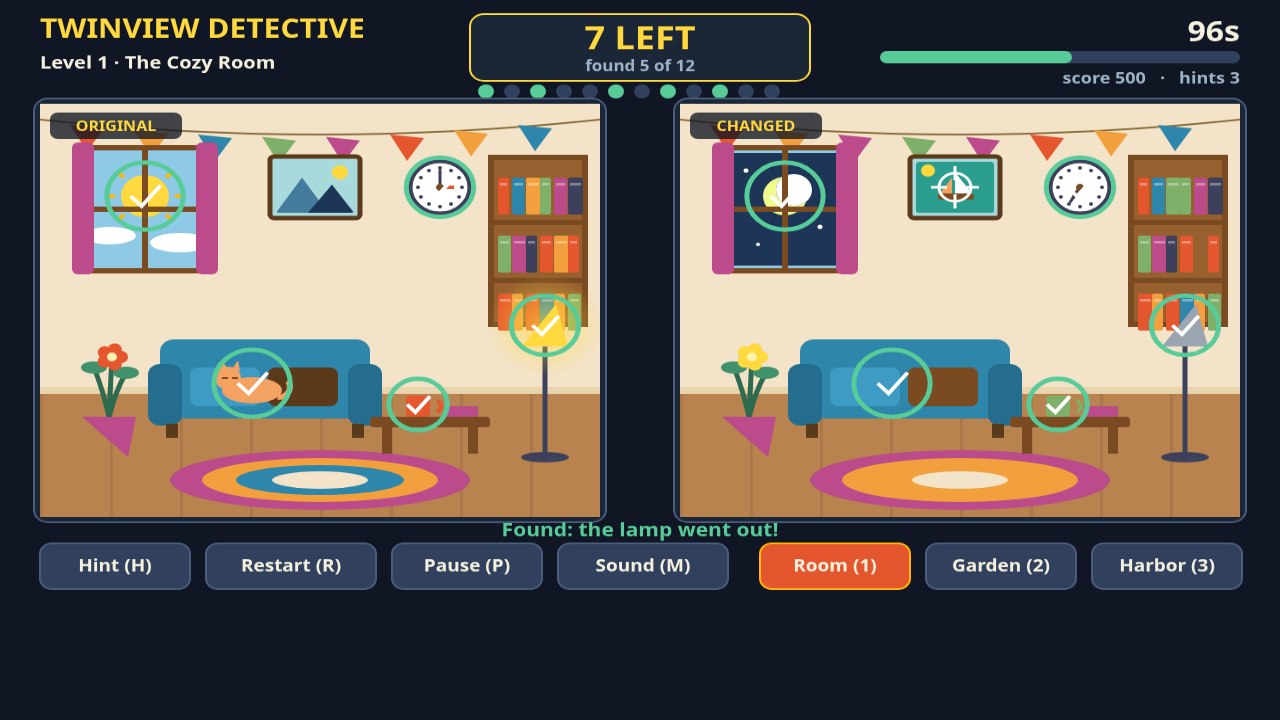 TWINVIEW DETECTIVE
Level 1 · The Cozy Room
7 LEFT
found 5 of 12
96s
score 500 · hints 3
ORIGINAL
CHANGED
Found: the lamp went out!
Hint (H)
Restart (R)
Pause (P)
Sound (M)
Room (1)
Garden (2)
Harbor (3)